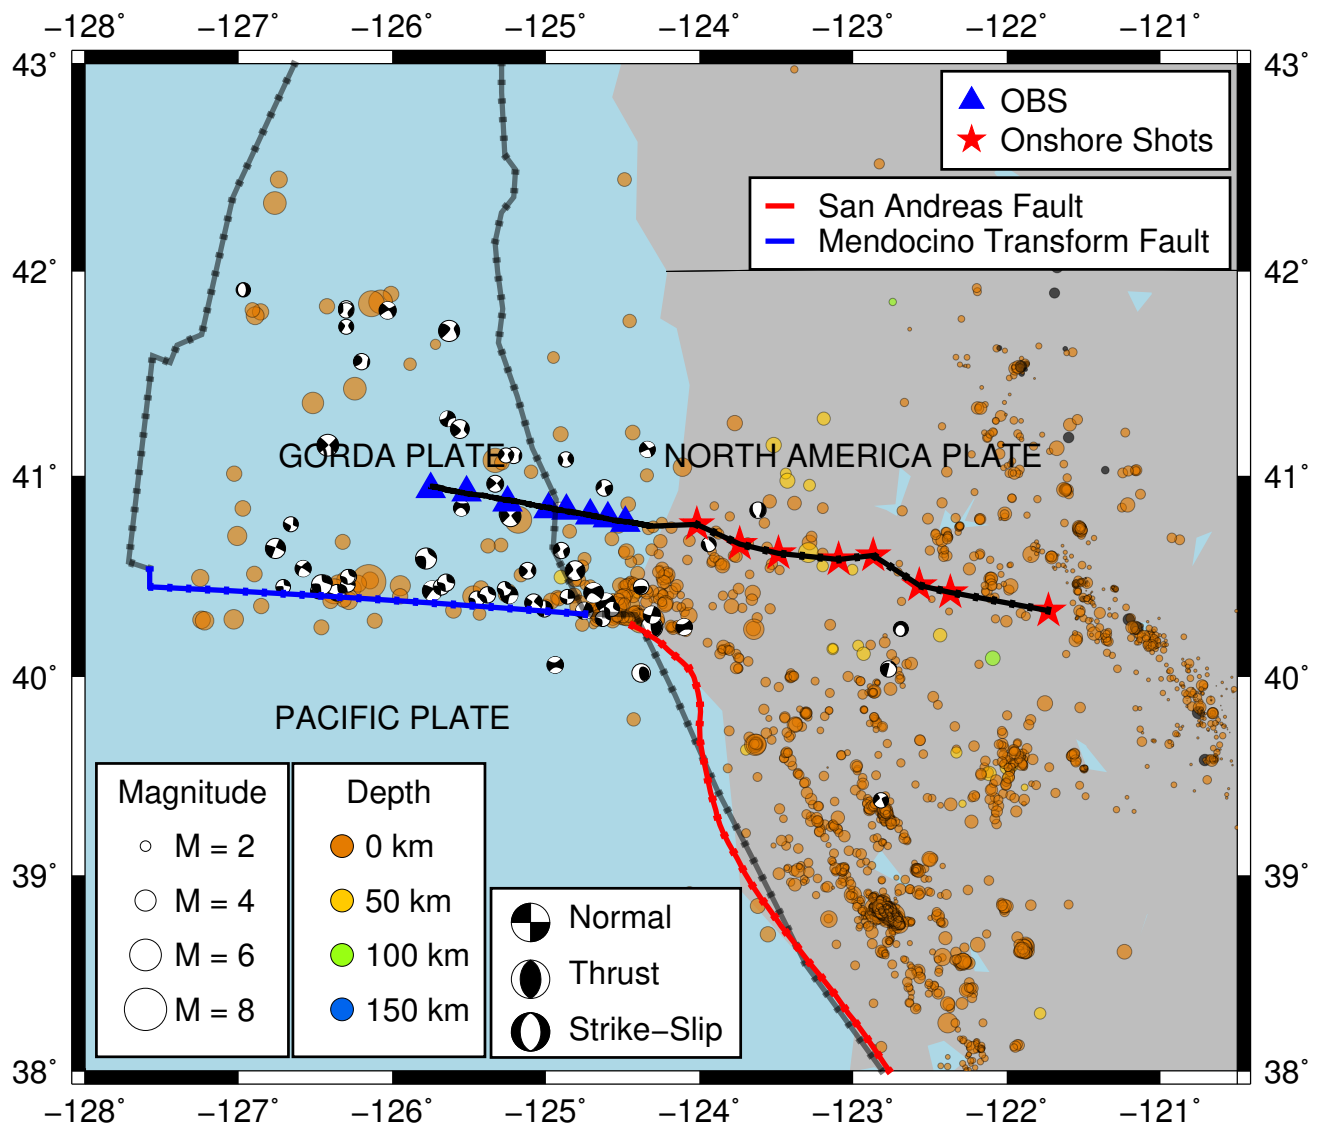 −128˚ −127˚ −126˚ −125˚ −124˚ −123˚ −122˚ −121˚
43˚ 43˚
OBS
Onshore Shots
San Andreas Fault
Mendocino Transform Fault
42˚ 42˚
GORDA PLATE NORTH AMERICA PLATE
41˚ 41˚
40˚ 40˚
PACIFIC PLATE
Magnitude
M = 2
M = 4
M = 6
M = 8
Depth
0 km
50 km
100 km
150 km
39˚ 39˚
Normal
Thrust
Strike−Slip
38˚ 38˚
−128˚ −127˚ −126˚ −125˚ −124˚ −123˚ −122˚ −121˚